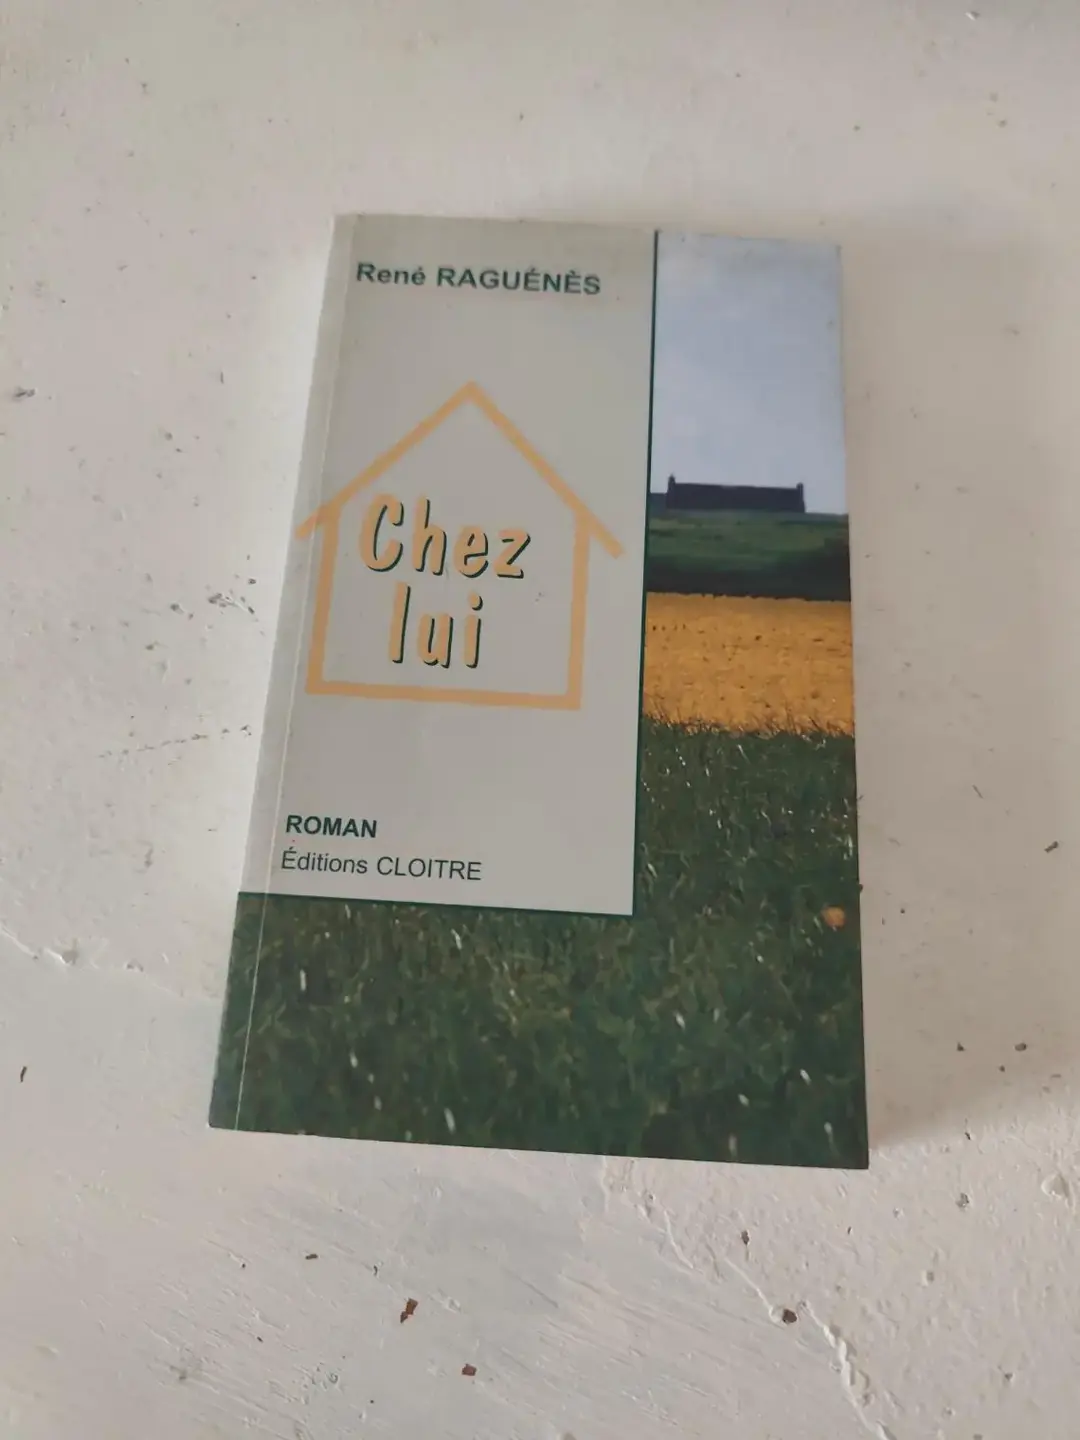 René RAGUÉNÈS
Chez
lui
ROMAN
Éditions CLOITRE